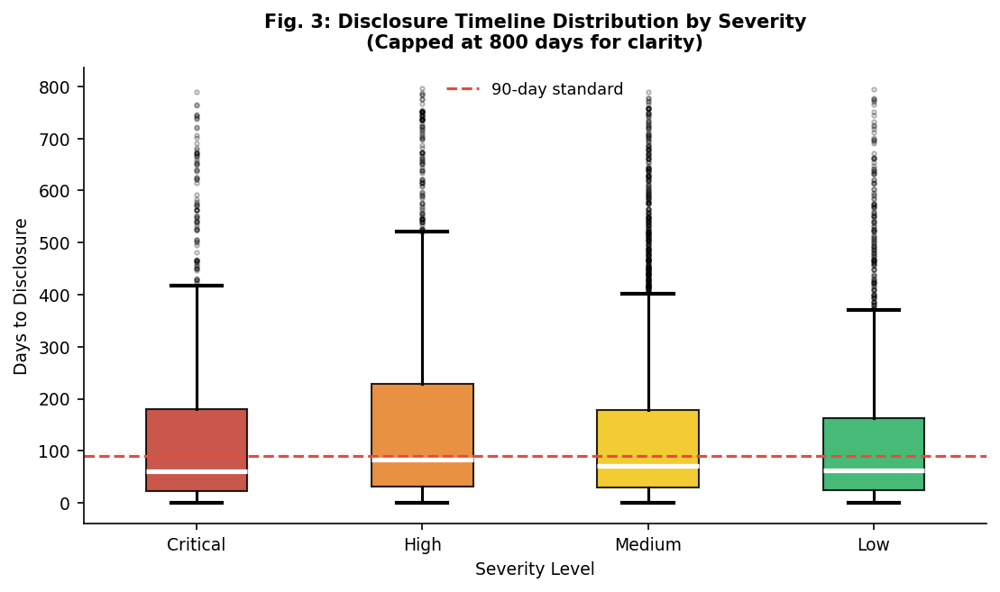 Fig. 3: Disclosure Timeline Distribution by Severity
(Capped at 800 days for clarity)
90-day standard
800
700
600
500
400
300
200
100
0
Days to Disclosure
Critical
High
Medium
Low
Severity Level